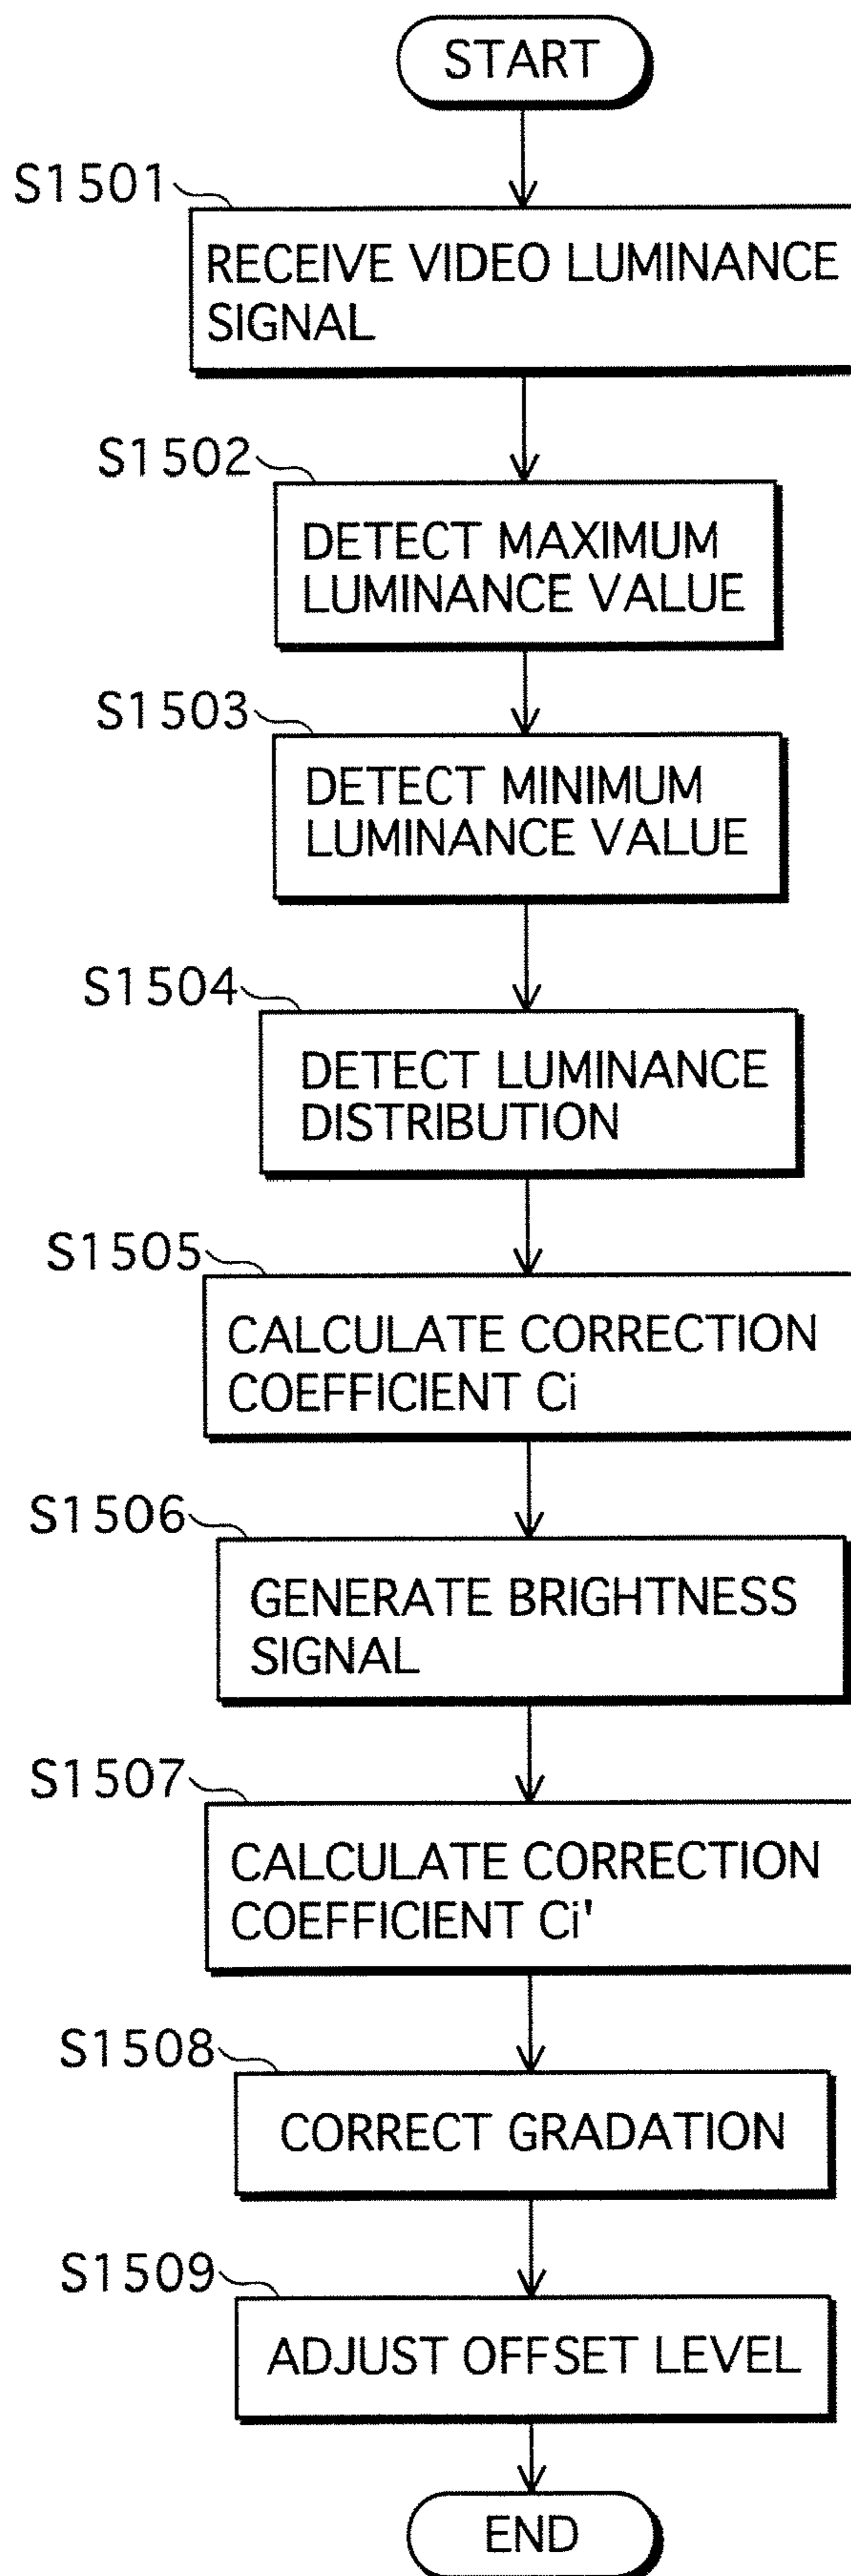 START
S1501
RECEIVE VIDEO LUMINANCE
SIGNAL
S1502
DETECT MAXIMUM
LUMINANCE VALUE
S1503
DETECT MINIMUM
LUMINANCE VALUE
S1504
DETECT LUMINANCE
DISTRIBUTION
S1505
CALCULATE CORRECTION
COEFFICIENT Ci
S1506
GENERATE BRIGHTNESS
SIGNAL
S1507
CALCULATE CORRECTION
COEFFICIENT Ci'
S1508
CORRECT GRADATION
S1509
ADJUST OFFSET LEVEL
END